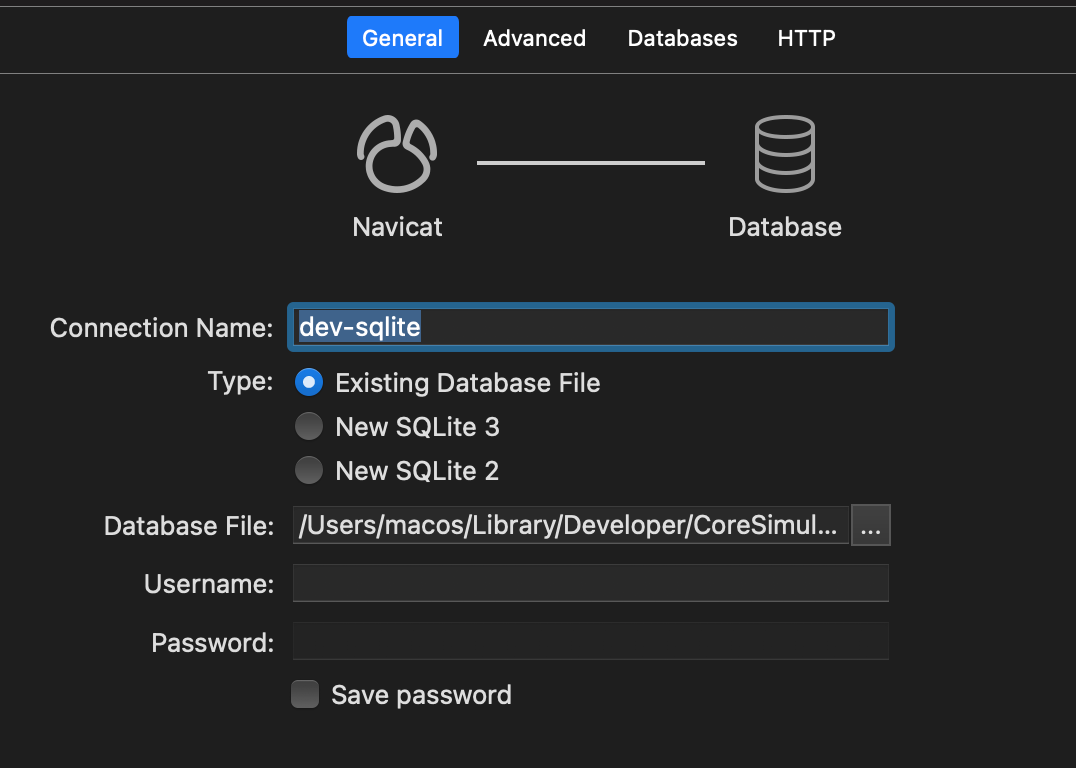 General Advanced Databases HTTP
Navicat Database
Connection Name: dev-sqlite
Type: Existing Database File
New SQLite 3
New SQLite 2
Database File: /Users/macos/Library/Developer/CoreSimul... ...
Username:
Password:
Save password